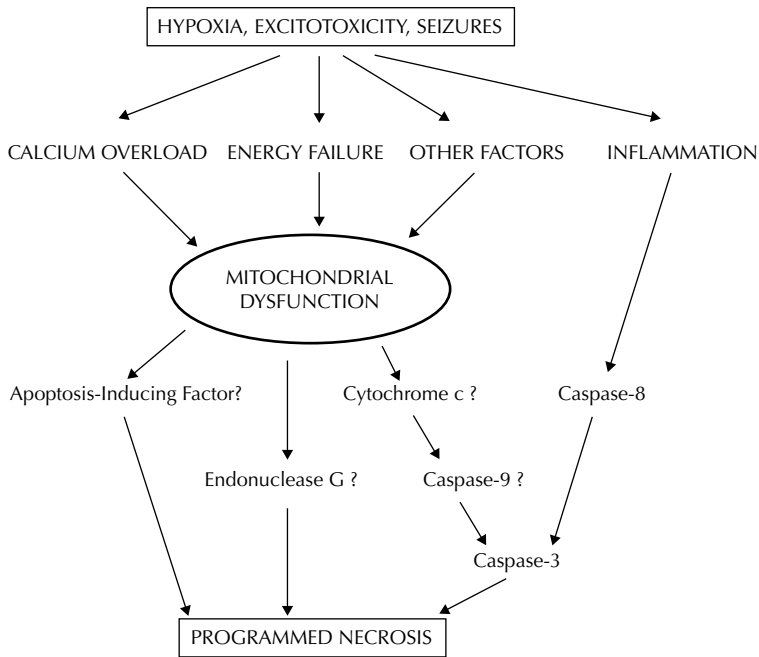 HYPOXIA, EXCITOTOXICITY, SEIZURES
CALCIUM OVERLOAD
ENERGY FAILURE
OTHER FACTORS
INFLAMMATION
MITOCHONDRIAL
DYSFUNCTION
Apoptosis-Inducing Factor?
Cytochrome c ?
Caspase-8
Endonuclease G ?
Caspase-9 ?
Caspase-3
PROGRAMMED NECROSIS